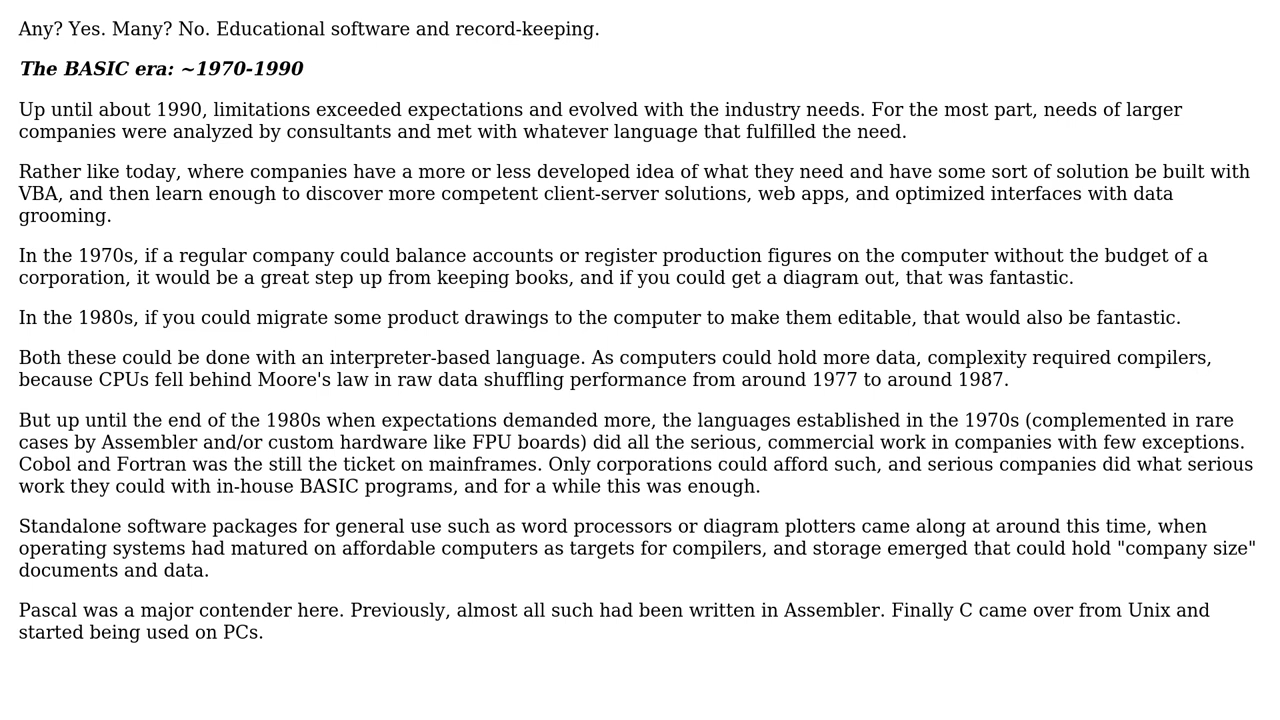 Any? Yes. Many? No. Educational software and record-keeping.
The BASIC era: ~1970-1990
Up until about 1990, limitations exceeded expectations and evolved with the industry needs. For the most part, needs of larger
companies were analyzed by consultants and met with whatever language that fulfilled the need.
Rather like today, where companies have a more or less developed idea of what they need and have some sort of solution be built with
VBA, and then learn enough to discover more competent client-server solutions, web apps, and optimized interfaces with data
grooming.
In the 1970s, if a regular company could balance accounts or register production figures on the computer without the budget of a
corporation, it would be a great step up from keeping books, and if you could get a diagram out, that was fantastic.
In the 1980s, if you could migrate some product drawings to the computer to make them editable, that would also be fantastic.
Both these could be done with an interpreter-based language. As computers could hold more data, complexity required compilers,
because CPUs fell behind Moore's law in raw data shuffling performance from around 1977 to around 1987.
But up until the end of the 1980s when expectations demanded more, the languages established in the 1970s (complemented in rare
cases by Assembler and/or custom hardware like FPU boards) did all the serious, commercial work in companies with few exceptions.
Cobol and Fortran was the still the ticket on mainframes. Only corporations could afford such, and serious companies did what serious
work they could with in-house BASIC programs, and for a while this was enough.
Standalone software packages for general use such as word processors or diagram plotters came along at around this time, when
operating systems had matured on affordable computers as targets for compilers, and storage emerged that could hold "company size"
documents and data.
Pascal was a major contender here. Previously, almost all such had been written in Assembler. Finally C came over from Unix and
started being used on PCs.